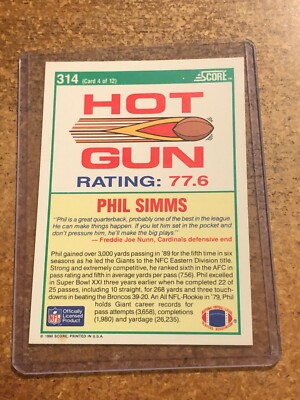 314 (Card 4 of 12)
SCORE
HOT
GUN
RATING: 77.6
PHIL SIMMS
"Phil is a great quarterback, probably one of the best in the league.
He can make things happen. If you let him set in the pocket and
don't pressure him, he'll make the big plays."
— Freddie Joe Nunn, Cardinals defensive end
Phil gained over 3,000 yards passing in '89 for the fifth time in six
seasons as he led the Giants to the NFC Eastern Division title.
Strong and extremely competitive, he ranked sixth in the AFC in
pass rating and fifth in average yards per pass (7.56). Phil excelled
in Super Bowl XXI three years earlier when he completed 22 of
25 passes, including 10 straight, for 268 yards and three touch-
downs in beating the Broncos 39-20. An All NFL-Rookie in '79, Phil
holds Giant career records for
pass attempts (3,658), completions
(1,980) and yardage (26,235).
NFL
Officially
Licensed
Product
© 1990 SCORE, PRINTED IN U.S.A.